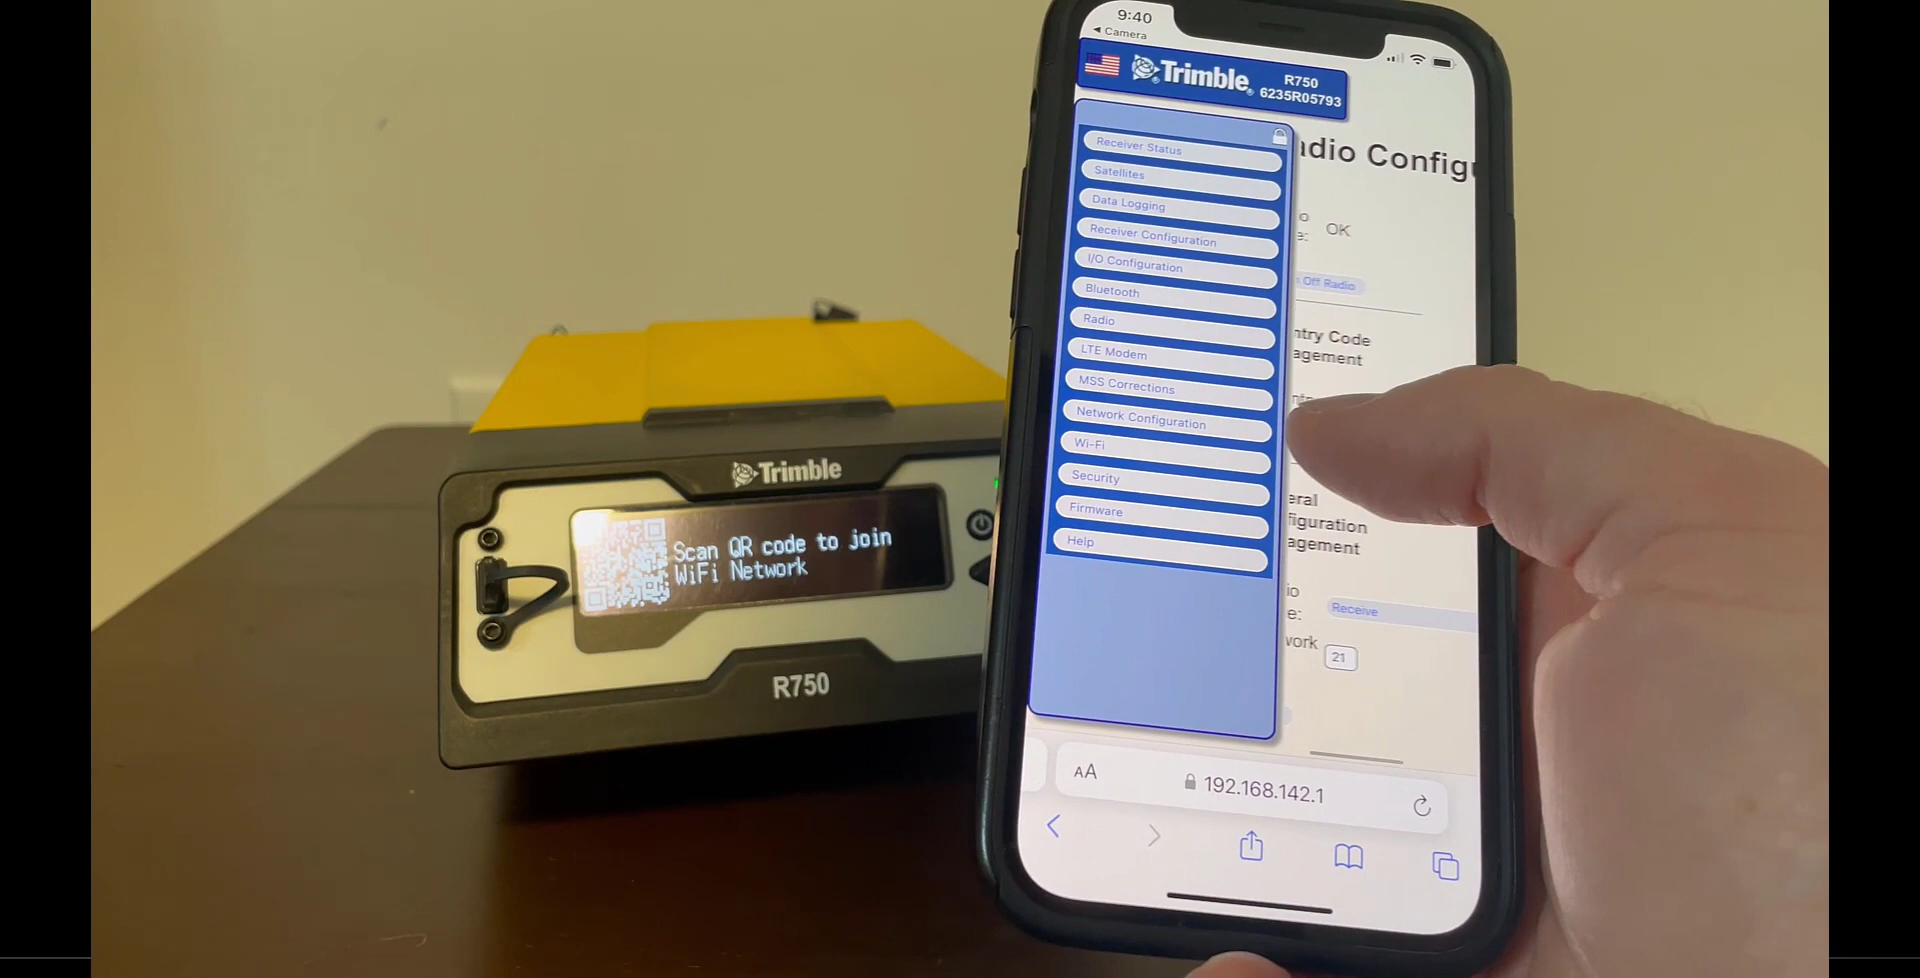 9:40
Camera
Trimble
R750
6235R05793
Receiver Status
Satellites
Data Logging
Receiver Configuration
I/O Configuration
Bluetooth
Radio
LTE Modem
MSS Corrections
Network Configuration
Wi-Fi
Security
Firmware
Help
adio Configu
OK
Off Radio
ntry Code
agement
eral
figuration
agement
io
e:
Receive
work
21
AA
192.168.142.1
Trimble
Scan QR code to join
WiFi Network
R750